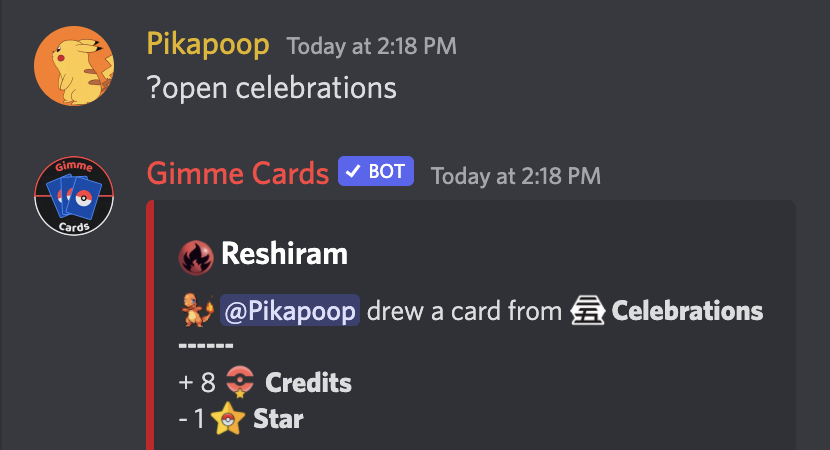 Pikapoop Today at 2:18 PM
?open celebrations
Gimme
Cards
Gimme Cards ✓ BOT Today at 2:18 PM
Reshiram
@Pikapoop drew a card from Celebrations
------
+ 8 Credits
- 1 Star